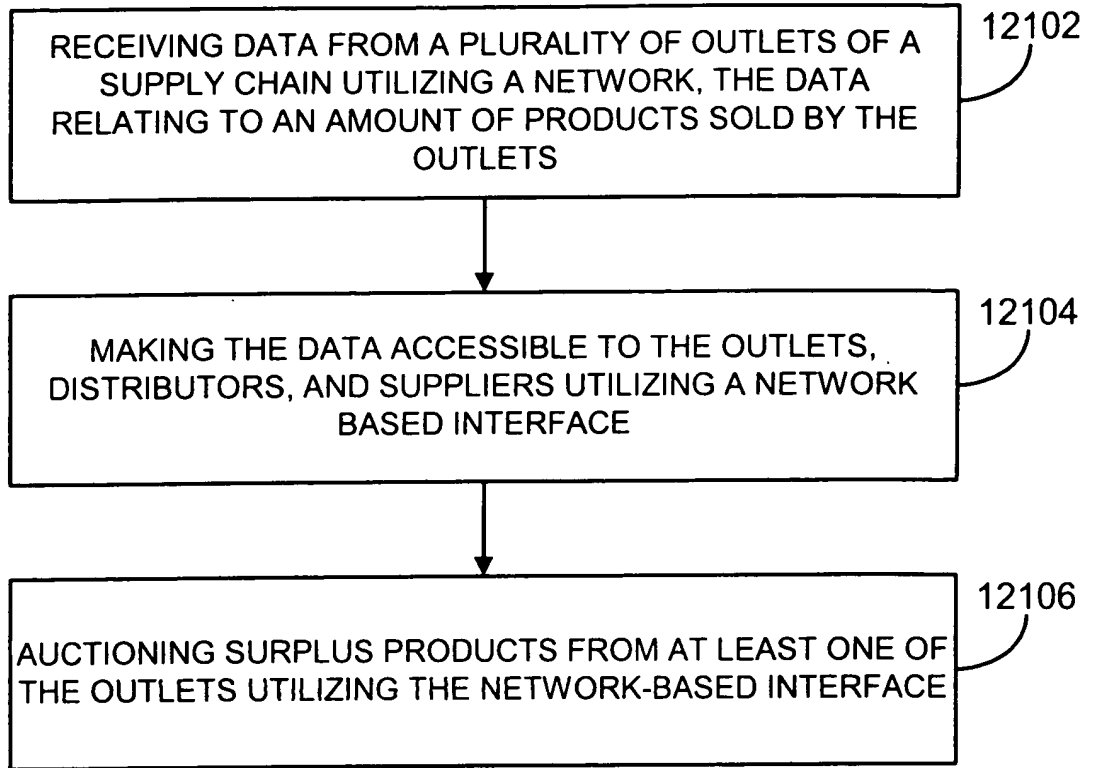 RECEIVING DATA FROM A PLURALITY OF OUTLETS OF A
SUPPLY CHAIN UTILIZING A NETWORK, THE DATA
RELATING TO AN AMOUNT OF PRODUCTS SOLD BY THE
OUTLETS
12102
MAKING THE DATA ACCESSIBLE TO THE OUTLETS,
DISTRIBUTORS, AND SUPPLIERS UTILIZING A NETWORK
BASED INTERFACE
12104
AUCTIONING SURPLUS PRODUCTS FROM AT LEAST ONE OF
THE OUTLETS UTILIZING THE NETWORK-BASED INTERFACE
12106